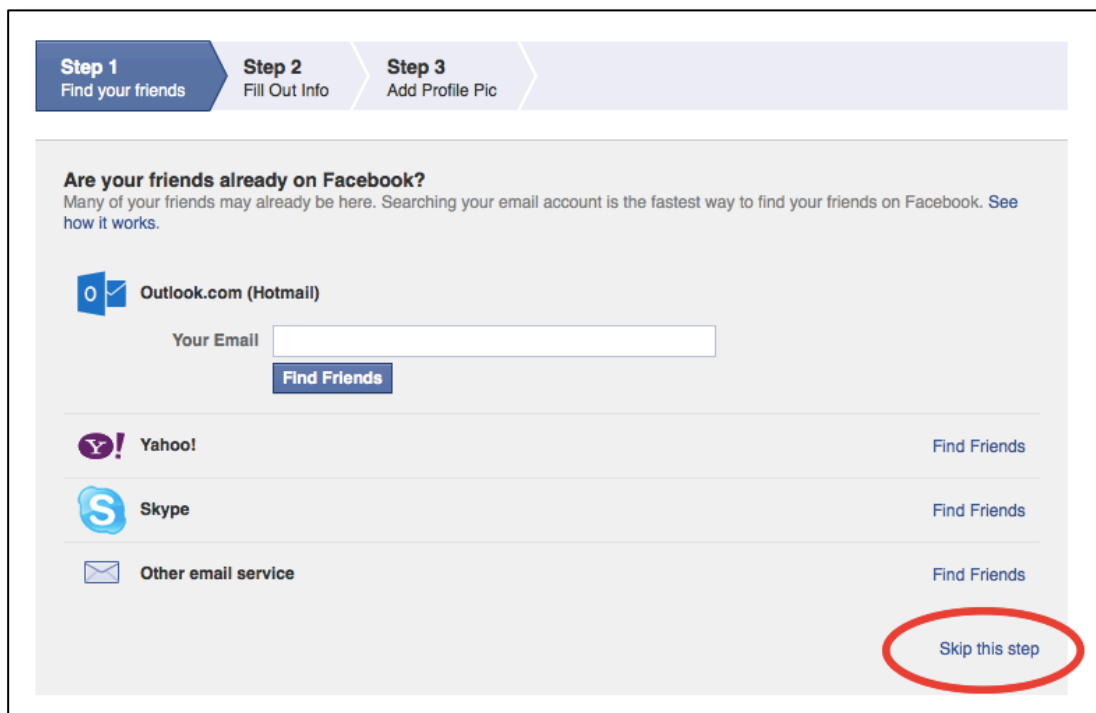 Step 1
Find your friends
Step 2
Fill Out Info
Step 3
Add Profile Pic
Are your friends already on Facebook?
Many of your friends may already be here. Searching your email account is the fastest way to find your friends on Facebook. See
how it works.
Outlook.com (Hotmail)
Your Email
Find Friends
Yahoo! Find Friends
Skype Find Friends
Other email service Find Friends
Skip this step